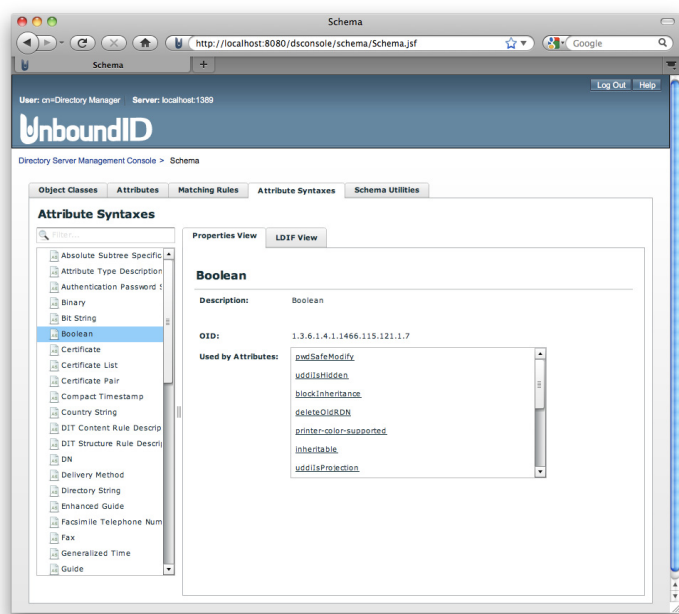 Schema
http://localhost:8080/dsconsole/schema/Schema.jsf
Google
Schema
+
Log Out Help
User: cn=Directory Manager Server: localhost:1389
UnboundID
Directory Server Management Console > Schema
Object Classes Attributes Matching Rules Attribute Syntaxes Schema Utilities
Attribute Syntaxes
Filter...
Absolute Subtree Specific
Attribute Type Description
Authentication Password S
Binary
Bit String
Boolean
Certificate
Certificate List
Certificate Pair
Compact Timestamp
Country String
DIT Content Rule Descrip
DIT Structure Rule Descrip
DN
Delivery Method
Directory String
Enhanced Guide
Facsimile Telephone Num
Fax
Generalized Time
Guide
Properties View LDIF View
Boolean
Description: Boolean
OID: 1.3.6.1.4.1.1466.115.121.1.7
Used by Attributes:
pwdSafeModify
uddiIsHidden
blockInheritance
deleteOldRDN
printer-color-supported
inheritable
uddiIsProjection